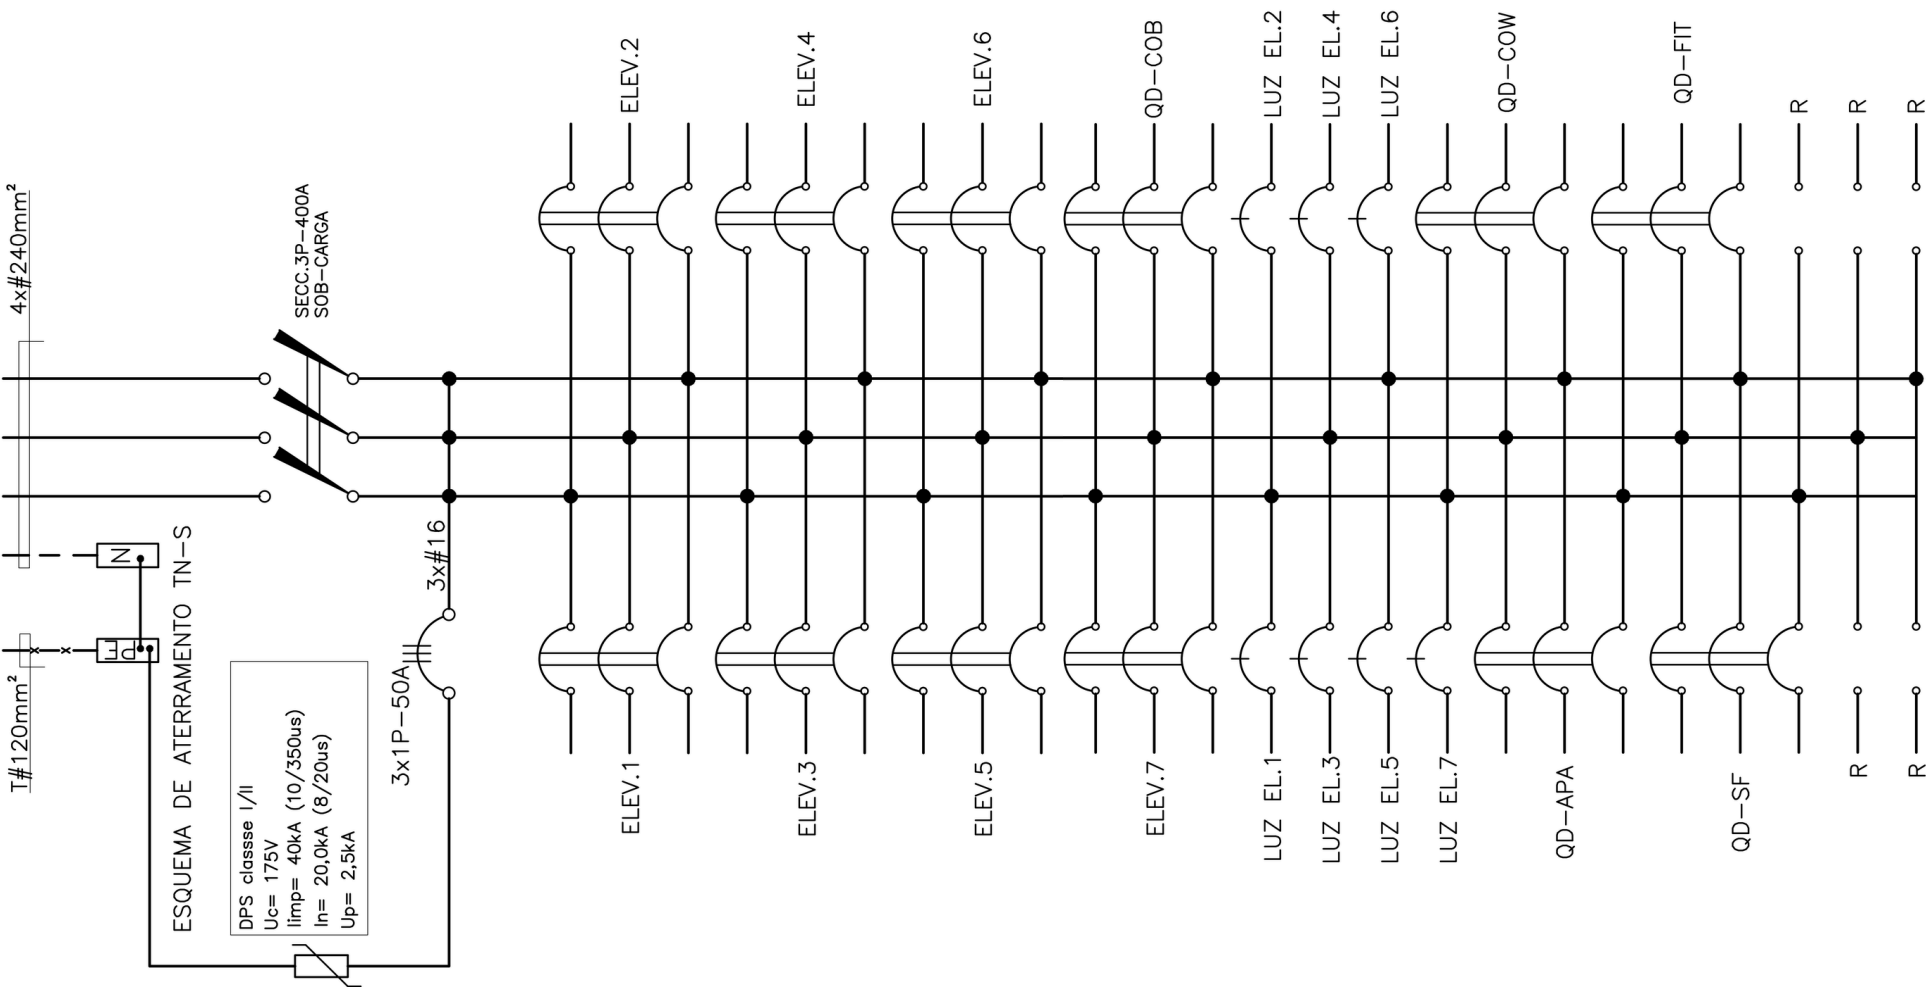 4x#240mm²
T#120mm²
N
PE
ESQUEMA DE ATERRAMENTO TN-S
SECC.3P-400A
SOB-CARGA
DPS classse I/II
Uc= 175V
Iimp= 40kA (10/350us)
In= 20,0kA (8/20us)
Up= 2,5kA
3x1P-50A
3x#16
ELEV.2
ELEV.4
ELEV.6
QD-COB
LUZ EL.2
LUZ EL.4
LUZ EL.6
QD-COW
QD-FIT
R
R
R
ELEV.1
ELEV.3
ELEV.5
ELEV.7
LUZ EL.1
LUZ EL.3
LUZ EL.5
LUZ EL.7
QD-APA
QD-SF
R
R